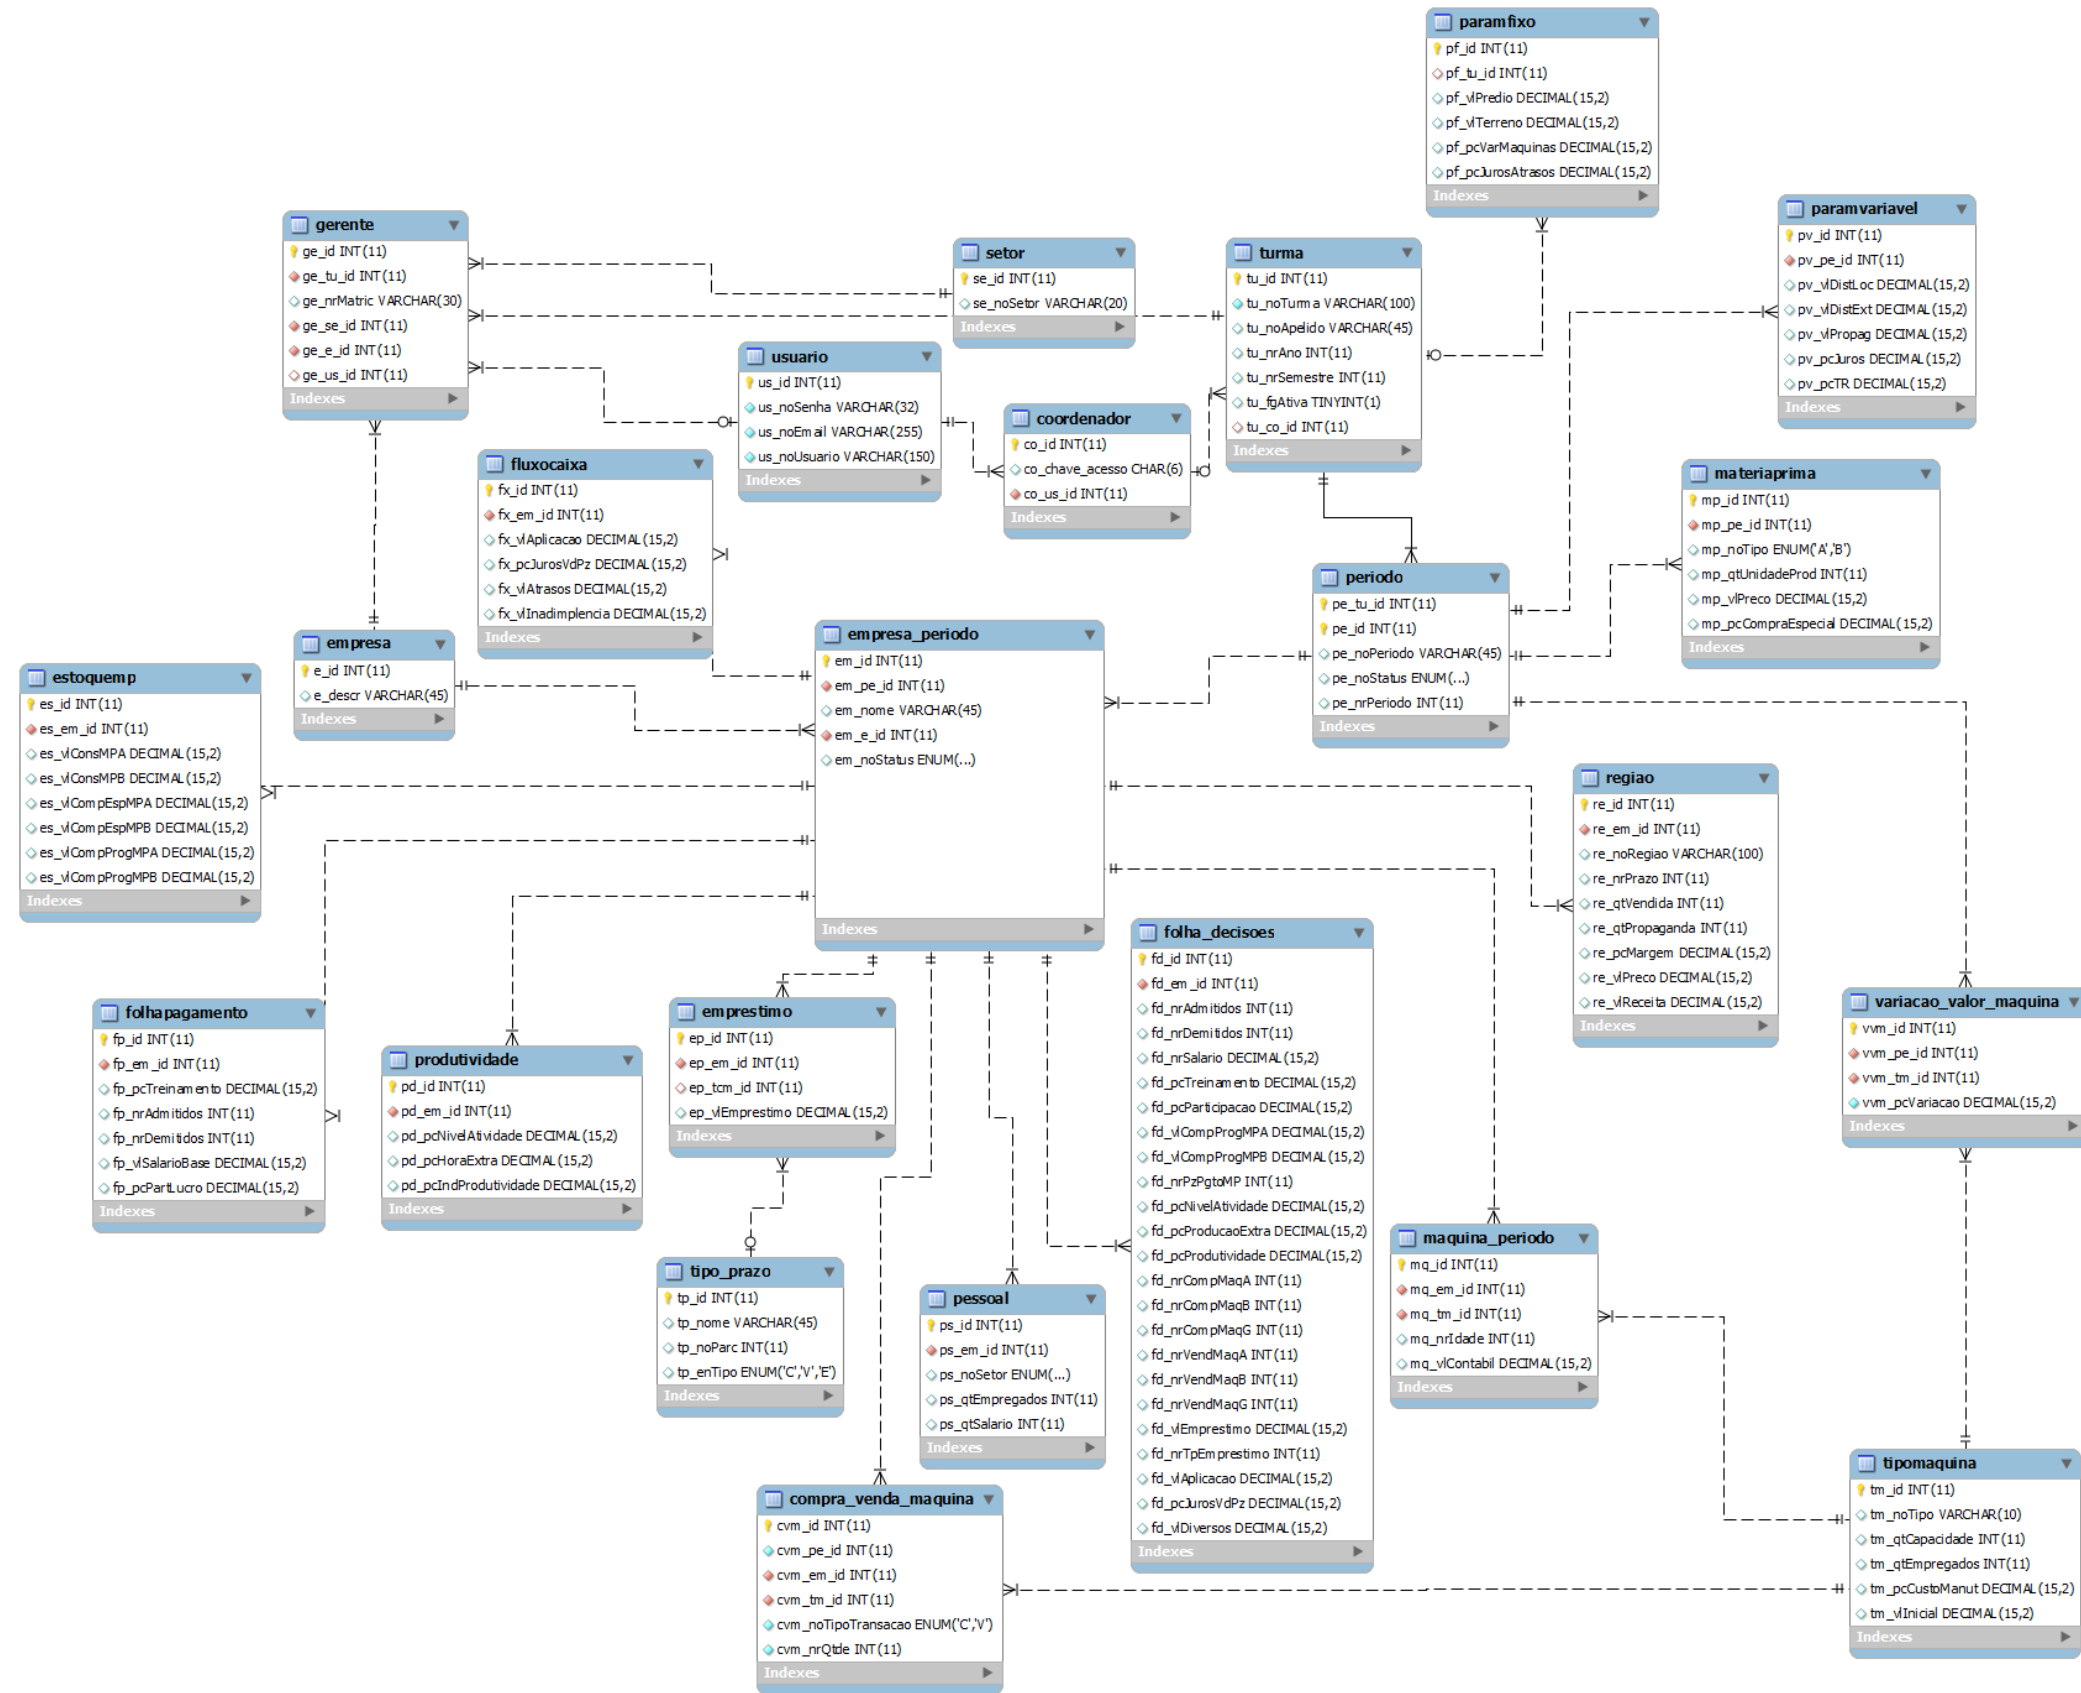 paramfixo
pf_id INT(11)
pf_tu_id INT(11)
pf_vlPredio DECIMAL(15,2)
pf_vlTerreno DECIMAL(15,2)
pf_pcVarMaquinas DECIMAL(15,2)
pf_pcJurosAtrasos DECIMAL(15,2)
Indexes
paramvariavel
pv_id INT(11)
pv_pe_id INT(11)
pv_vlDistLoc DECIMAL(15,2)
pv_vlDistExt DECIMAL(15,2)
pv_vlPropag DECIMAL(15,2)
pv_pcJuros DECIMAL(15,2)
pv_pcTR DECIMAL(15,2)
Indexes
gerente
ge_id INT(11)
ge_tu_id INT(11)
ge_nrMatric VARCHAR(30)
ge_se_id INT(11)
ge_e_id INT(11)
ge_us_id INT(11)
Indexes
setor
se_id INT(11)
se_noSetor VARCHAR(20)
Indexes
turma
tu_id INT(11)
tu_noTurma VARCHAR(100)
tu_noApelido VARCHAR(45)
tu_nrAno INT(11)
tu_nrSemestre INT(11)
tu_fgAtiva TINYINT(1)
tu_co_id INT(11)
Indexes
usuario
us_id INT(11)
us_noSenha VARCHAR(32)
us_noEmail VARCHAR(255)
us_noUsuario VARCHAR(150)
Indexes
coordenador
co_id INT(11)
co_chave_acesso CHAR(6)
co_us_id INT(11)
Indexes
fluxocaixa
fx_id INT(11)
fx_em_id INT(11)
fx_vlAplicacao DECIMAL(15,2)
fx_pcJurosVdPz DECIMAL(15,2)
fx_vlAtrasos DECIMAL(15,2)
fx_vlInadimplencia DECIMAL(15,2)
Indexes
materiaprima
mp_id INT(11)
mp_pe_id INT(11)
mp_noTipo ENUM('A','B')
mp_qtUnidadeProd INT(11)
mp_vlPreco DECIMAL(15,2)
mp_pcCompraEspecial DECIMAL(15,2)
Indexes
periodo
pe_tu_id INT(11)
pe_id INT(11)
pe_noPeriodo VARCHAR(45)
pe_noStatus ENUM(...)
pe_nrPeriodo INT(11)
Indexes
empresa
e_id INT(11)
e_descr VARCHAR(45)
Indexes
empresa_periodo
em_id INT(11)
em_pe_id INT(11)
em_nome VARCHAR(45)
em_e_id INT(11)
em_noStatus ENUM(...)
Indexes
estoquemp
es_id INT(11)
es_em_id INT(11)
es_vlConsMPA DECIMAL(15,2)
es_vlConsMPB DECIMAL(15,2)
es_vlCompEspMPA DECIMAL(15,2)
es_vlCompEspMPB DECIMAL(15,2)
es_vlCompProgMPA DECIMAL(15,2)
es_vlCompProgMPB DECIMAL(15,2)
Indexes
regiao
re_id INT(11)
re_em_id INT(11)
re_noRegiao VARCHAR(100)
re_nrPrazo INT(11)
re_qtVendida INT(11)
re_qtPropaganda INT(11)
re_pcMargem DECIMAL(15,2)
re_vlPreco DECIMAL(15,2)
re_vlReceita DECIMAL(15,2)
Indexes
folha_decisoes
fd_id INT(11)
fd_em_id INT(11)
fd_nrAdmitidos INT(11)
fd_nrDemitidos INT(11)
fd_nrSalario DECIMAL(15,2)
fd_pcTreinamento DECIMAL(15,2)
fd_pcParticipacao DECIMAL(15,2)
fd_vlCompProgMPA DECIMAL(15,2)
fd_vlCompProgMPB DECIMAL(15,2)
fd_nrPzPgtoMP INT(11)
fd_pcNivelAtividade DECIMAL(15,2)
fd_pcProducaoExtra DECIMAL(15,2)
fd_pcProdutividade DECIMAL(15,2)
fd_nrCompMaqA INT(11)
fd_nrCompMaqB INT(11)
fd_nrCompMaqG INT(11)
fd_nrVendMaqA INT(11)
fd_nrVendMaqB INT(11)
fd_nrVendMaqG INT(11)
fd_vlEmprestimo DECIMAL(15,2)
fd_nrTpEmprestimo INT(11)
fd_vlAplicacao DECIMAL(15,2)
fd_pcJurosVdPz DECIMAL(15,2)
fd_vlDiversos DECIMAL(15,2)
Indexes
folhapagamento
fp_id INT(11)
fp_em_id INT(11)
fp_pcTreinamento DECIMAL(15,2)
fp_nrAdmitidos INT(11)
fp_nrDemitidos INT(11)
fp_vlSalarioBase DECIMAL(15,2)
fp_pcPartLucro DECIMAL(15,2)
Indexes
produtividade
pd_id INT(11)
pd_em_id INT(11)
pd_pcNivelAtividade DECIMAL(15,2)
pd_pcHoraExtra DECIMAL(15,2)
pd_pcIndProdutividade DECIMAL(15,2)
Indexes
emprestimo
ep_id INT(11)
ep_em_id INT(11)
ep_tcm_id INT(11)
ep_vlEmprestimo DECIMAL(15,2)
Indexes
variacao_valor_maquina
vvm_id INT(11)
vvm_pe_id INT(11)
vvm_tm_id INT(11)
vvm_pcVariacao DECIMAL(15,2)
Indexes
tipo_prazo
tp_id INT(11)
tp_nome VARCHAR(45)
tp_noParc INT(11)
tp_enTipo ENUM('C','V','E')
Indexes
pessoal
ps_id INT(11)
ps_em_id INT(11)
ps_noSetor ENUM(...)
ps_qtEmpregados INT(11)
ps_qtSalario INT(11)
Indexes
maquina_periodo
mq_id INT(11)
mq_em_id INT(11)
mq_tm_id INT(11)
mq_nrIdade INT(11)
mq_vlContabil DECIMAL(15,2)
Indexes
compra_venda_maquina
cvm_id INT(11)
cvm_pe_id INT(11)
cvm_em_id INT(11)
cvm_tm_id INT(11)
cvm_noTipoTransacao ENUM('C','V')
cvm_nrQtde INT(11)
Indexes
tipomaquina
tm_id INT(11)
tm_noTipo VARCHAR(10)
tm_qtCapacidade INT(11)
tm_qtEmpregados INT(11)
tm_pcCustoManut DECIMAL(15,2)
tm_vlInicial DECIMAL(15,2)
Indexes